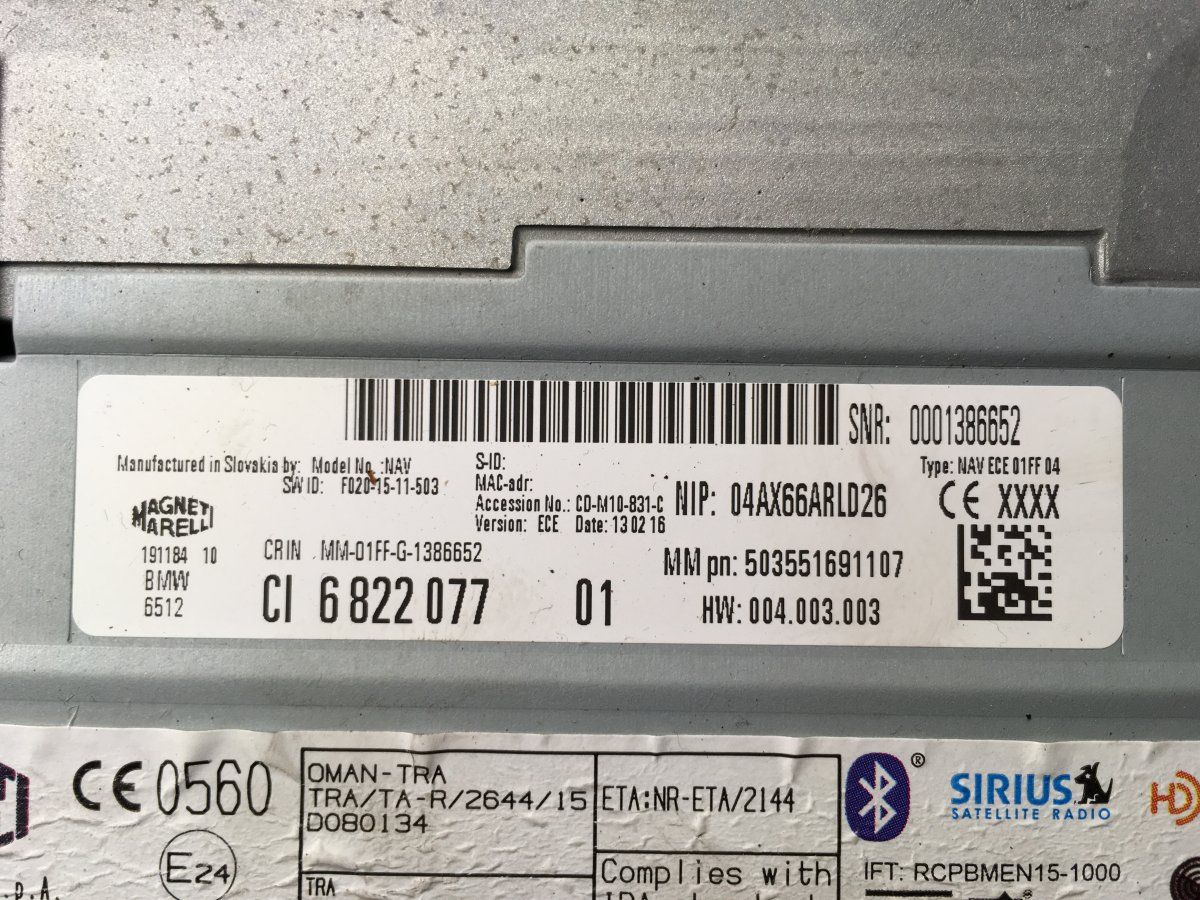 SNR: 0001386652
Manufactured in Slovakia by: Model No. :NAV
SW ID: F020-15-11-503
S-ID:
MAC-adr:
Accession No.: CD-M10-831-C
Version: ECE Date: 13 02 16
NIP: 04AX66ARLD26
Type: NAV ECE 01FF 04
CE XXXX
MAGNETI
MARELLI
191184 10
BMW
6512
CRIN MM-01FF-G-1386652
CI 6 822 077 01
MM pn: 503551691107
HW: 004.003.003
CE 0560
E24
OMAN-TRA
TRA/TA-R/2644/15
D080134
TRA
ETA:NR-ETA/2144
Complies with
®
SIRIUS
SATELLITE RADIO
HD
IFT: RCPBMEN15-1000